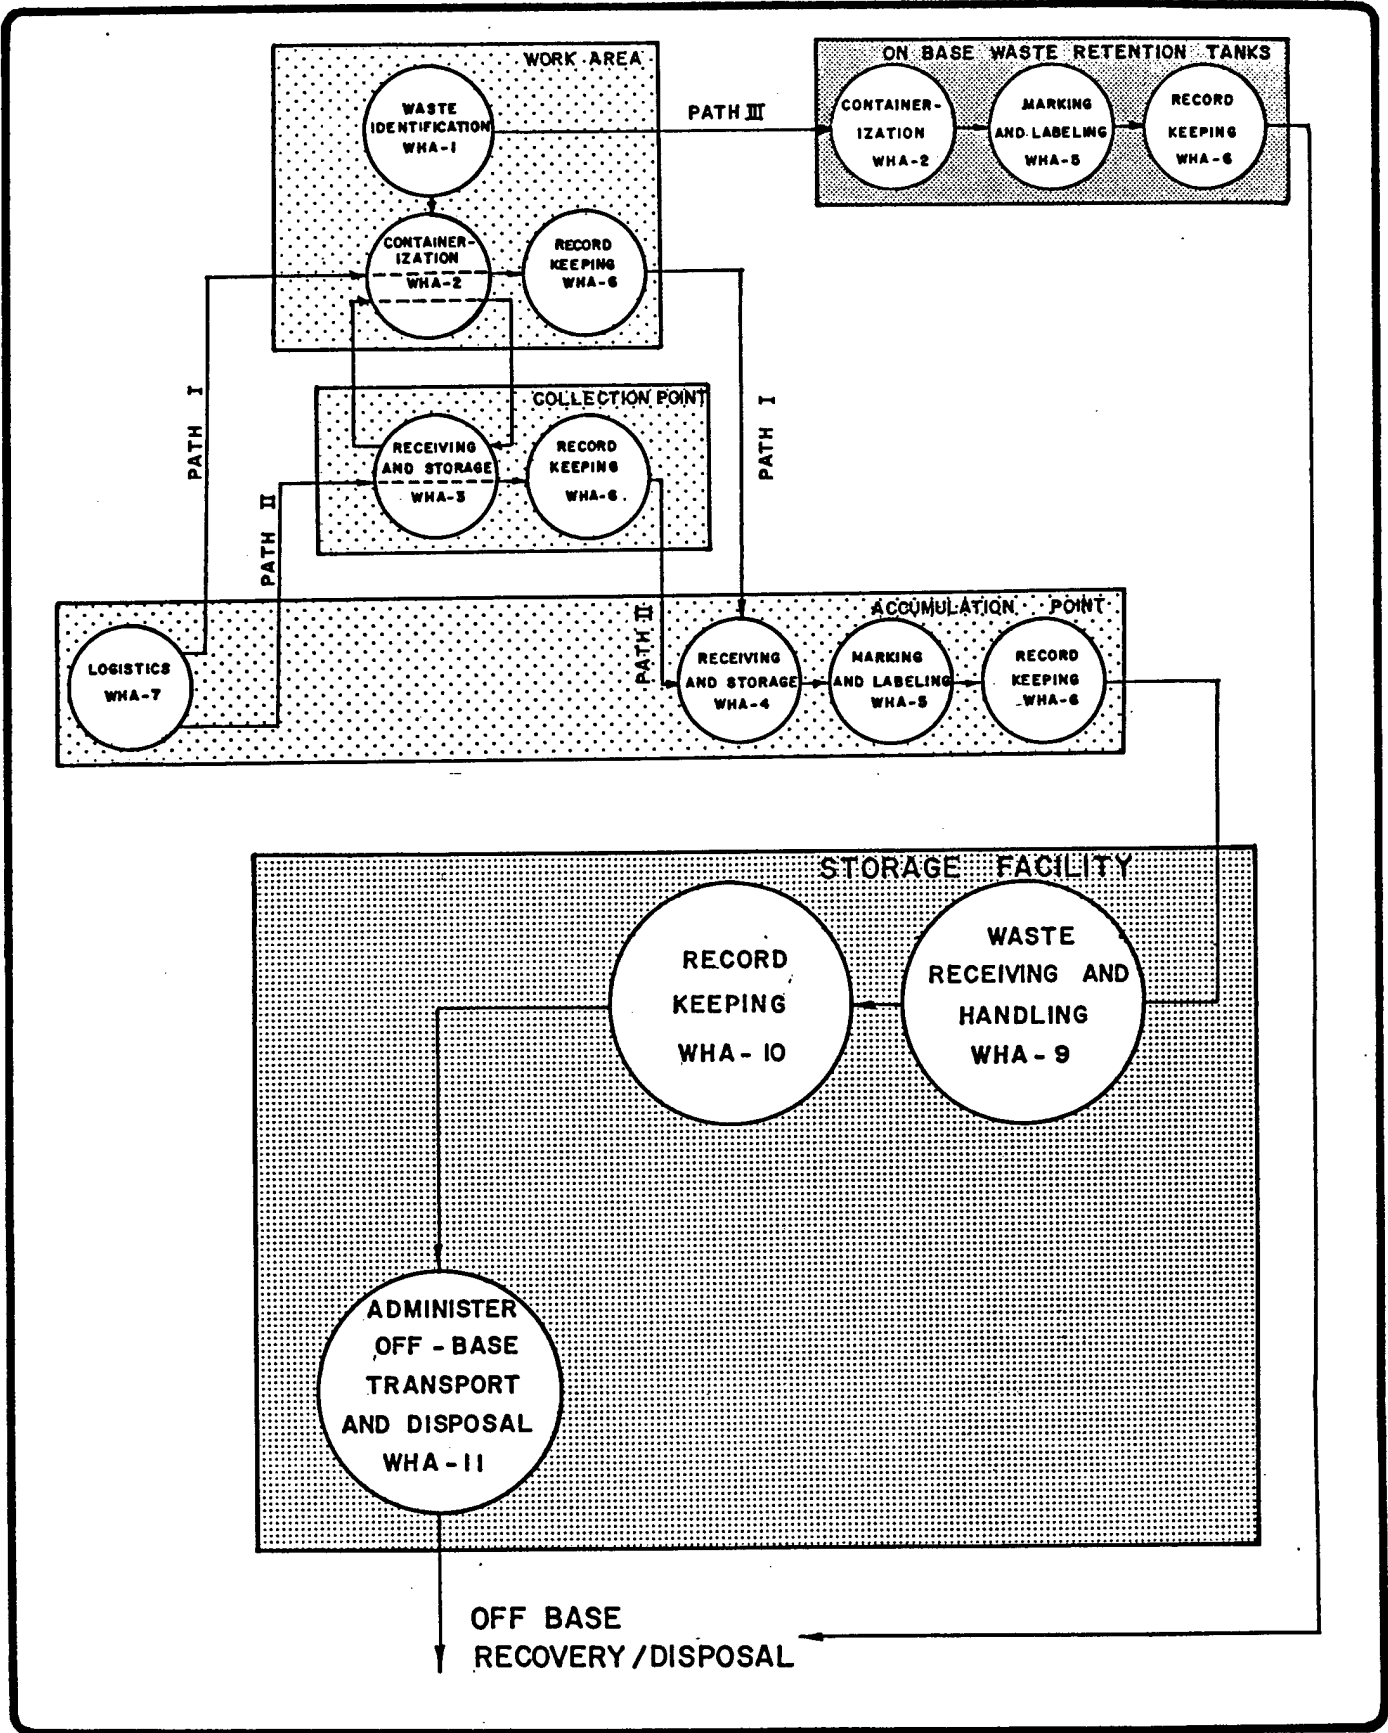 WORK AREA
WASTE
IDENTIFICATION
WHA-1
CONTAINER-
IZATION
WHA-2
RECORD
KEEPING
WHA-6
PATH III
ON BASE WASTE RETENTION TANKS
CONTAINER-
IZATION
WHA-2
MARKING
AND LABELING
WHA-5
RECORD
KEEPING
WHA-6
PATH I
PATH II
COLLECTION POINT
RECEIVING
AND STORAGE
WHA-3
RECORD
KEEPING
WHA-6
PATH I
PATH II
ACCUMULATION POINT
LOGISTICS
WHA-7
RECEIVING
AND STORAGE
WHA-4
MARKING
AND LABELING
WHA-5
RECORD
KEEPING
WHA-6
STORAGE FACILITY
RECORD
KEEPING
WHA-10
WASTE
RECEIVING AND
HANDLING
WHA-9
ADMINISTER
OFF-BASE
TRANSPORT
AND DISPOSAL
WHA-11
OFF BASE
RECOVERY/DISPOSAL